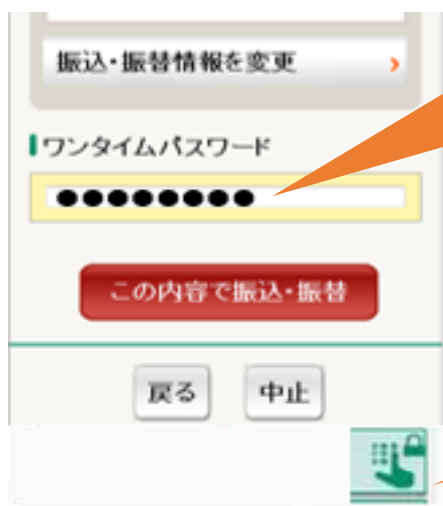 振込・振替情報を変更
ワンタイムパスワード
●●●●●●●●
この内容で振込・振替
戻る 中止